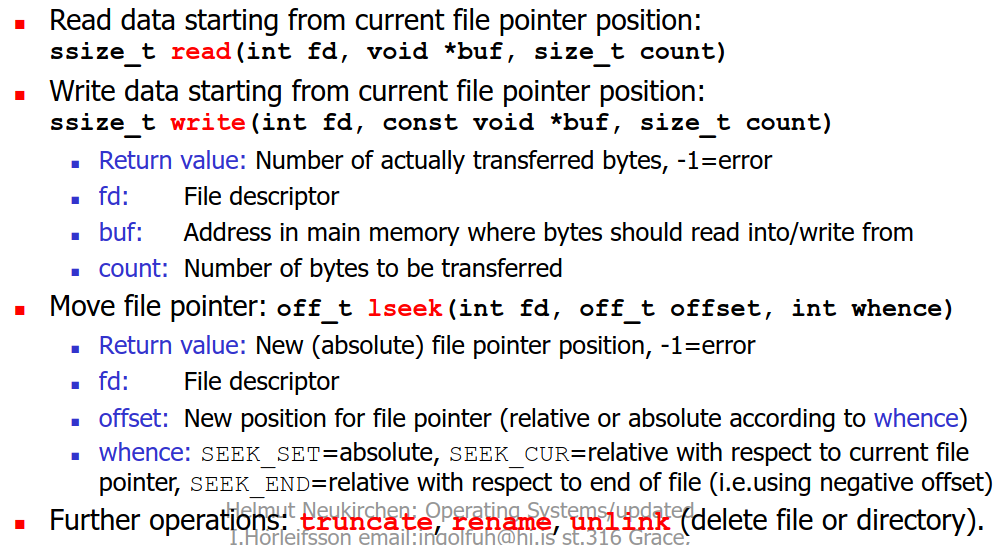 Read data starting from current file pointer position:
ssize_t read(int fd, void *buf, size_t count)
Write data starting from current file pointer position:
ssize_t write(int fd, const void *buf, size_t count)
Return value: Number of actually transferred bytes, -1=error
fd: File descriptor
buf: Address in main memory where bytes should read into/write from
count: Number of bytes to be transferred
Move file pointer: off_t lseek(int fd, off_t offset, int whence)
Return value: New (absolute) file pointer position, -1=error
fd: File descriptor
offset: New position for file pointer (relative or absolute according to whence)
whence: SEEK_SET=absolute, SEEK_CUR=relative with respect to current file
pointer, SEEK_END=relative with respect to end of file (i.e.using negative offset)
Helmut Neukirchen: Operating Systems/updated
Further operations: truncate, rename, unlink (delete file or directory).
T.Horleifsson email:ingolfuh@hi.is st.316 Grace,